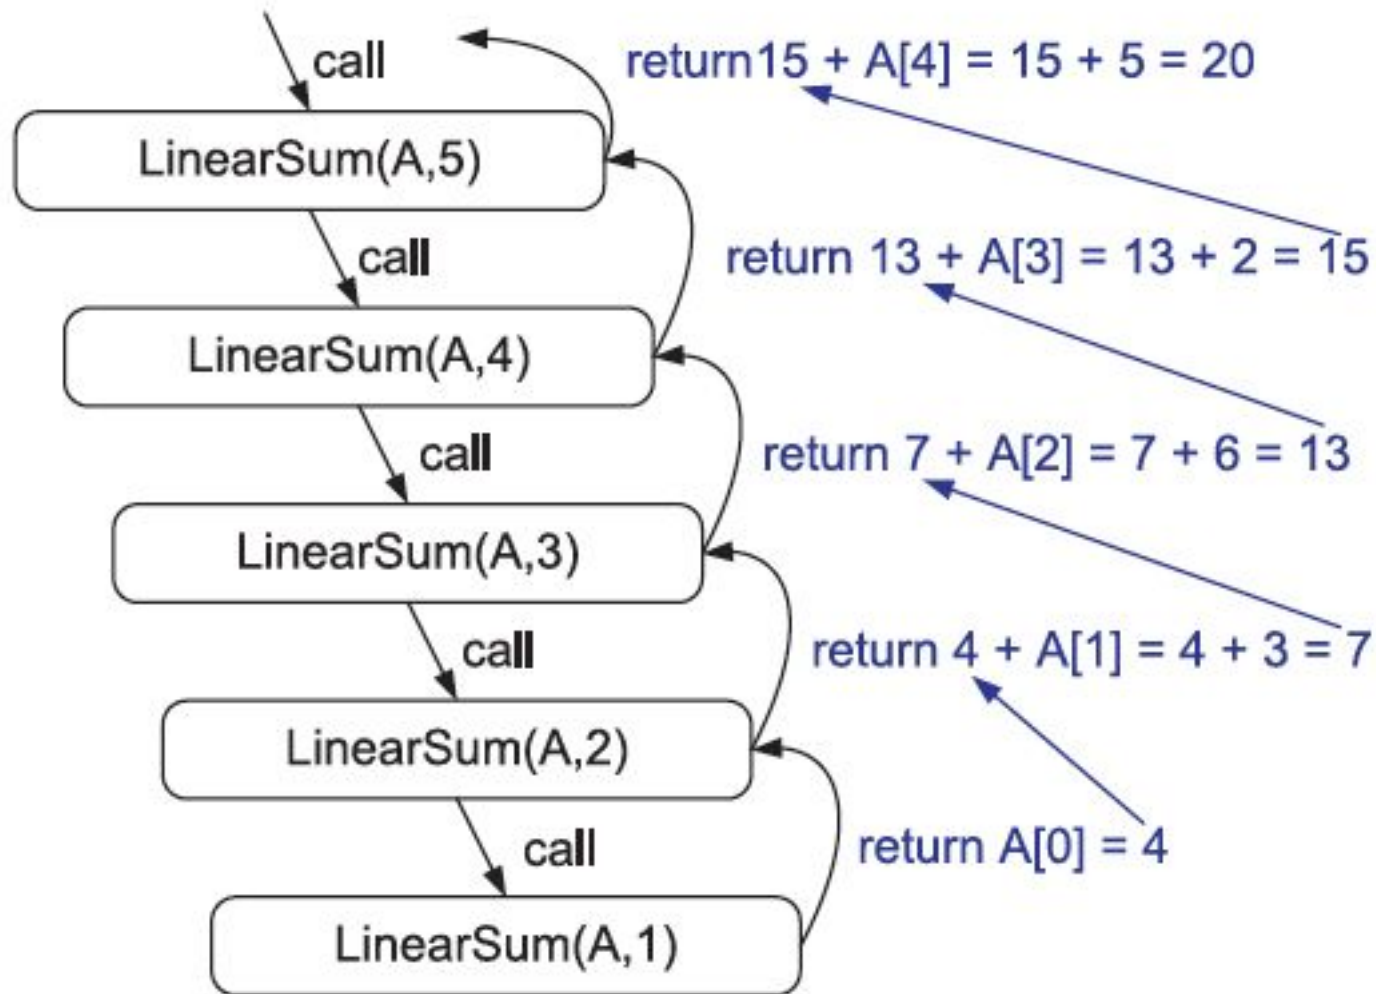 call
return15 + A[4] = 15 + 5 = 20
LinearSum(A,5)
call
return 13 + A[3] = 13 + 2 = 15
LinearSum(A,4)
call
return 7 + A[2] = 7 + 6 = 13
LinearSum(A,3)
call
return 4 + A[1] = 4 + 3 = 7
LinearSum(A,2)
call
return A[0] = 4
LinearSum(A,1)